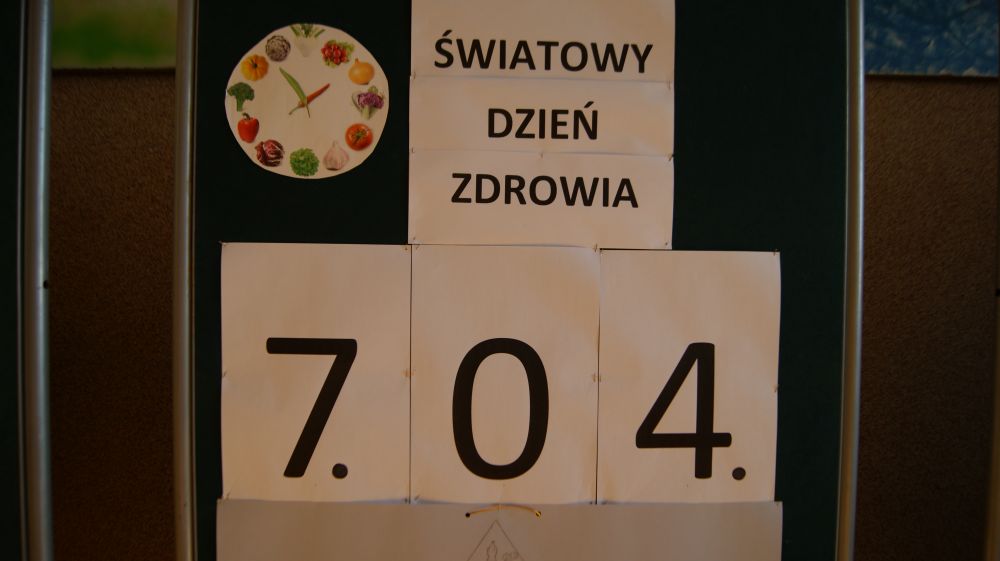 ŚWIATOWY
DZIEŃ
ZDROWIA
7.04.